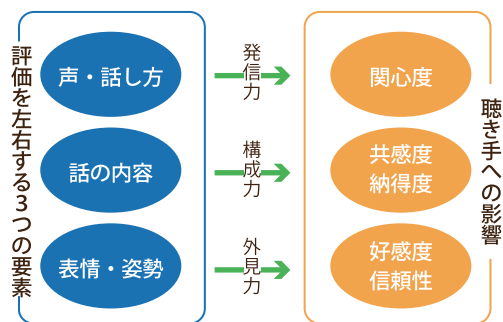 評価を左右する3つの要素
声・話し方
発信力
関心度
話の内容
構成力
共感度
納得度
表情・姿勢
外見力
好感度
信頼性
聴き手への影響